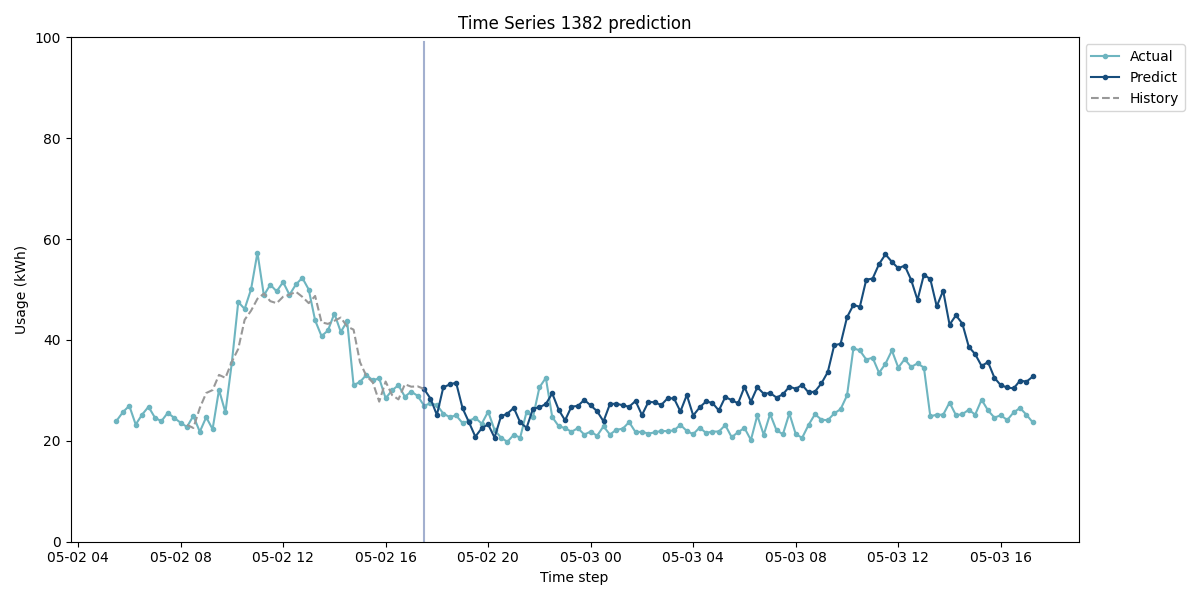 Time Series 1382 prediction
Usage (kWh)
100
80
60
40
20
0
05-02 04
05-02 08
05-02 12
05-02 16
05-02 20
05-03 00
05-03 04
05-03 08
05-03 12
05-03 16
Time step
Actual
Predict
History